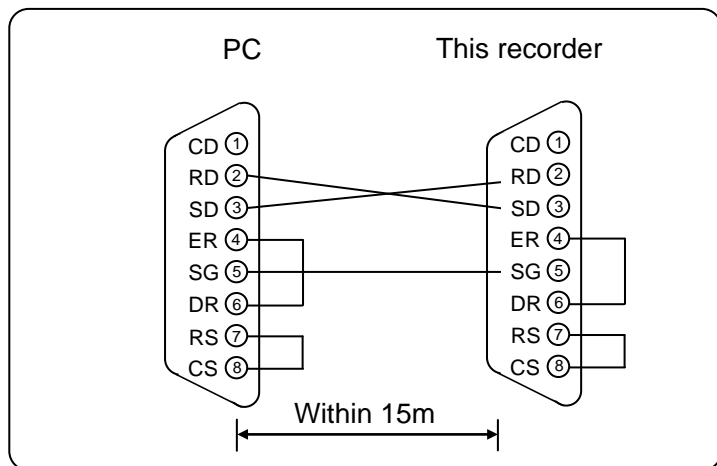 PC This recorder
CD ① CD ①
RD ② RD ②
SD ③ SD ③
ER ④ ER ④
SG ⑤ SG ⑤
DR ⑥ DR ⑥
RS ⑦ RS ⑦
CS ⑧ CS ⑧
Within 15m